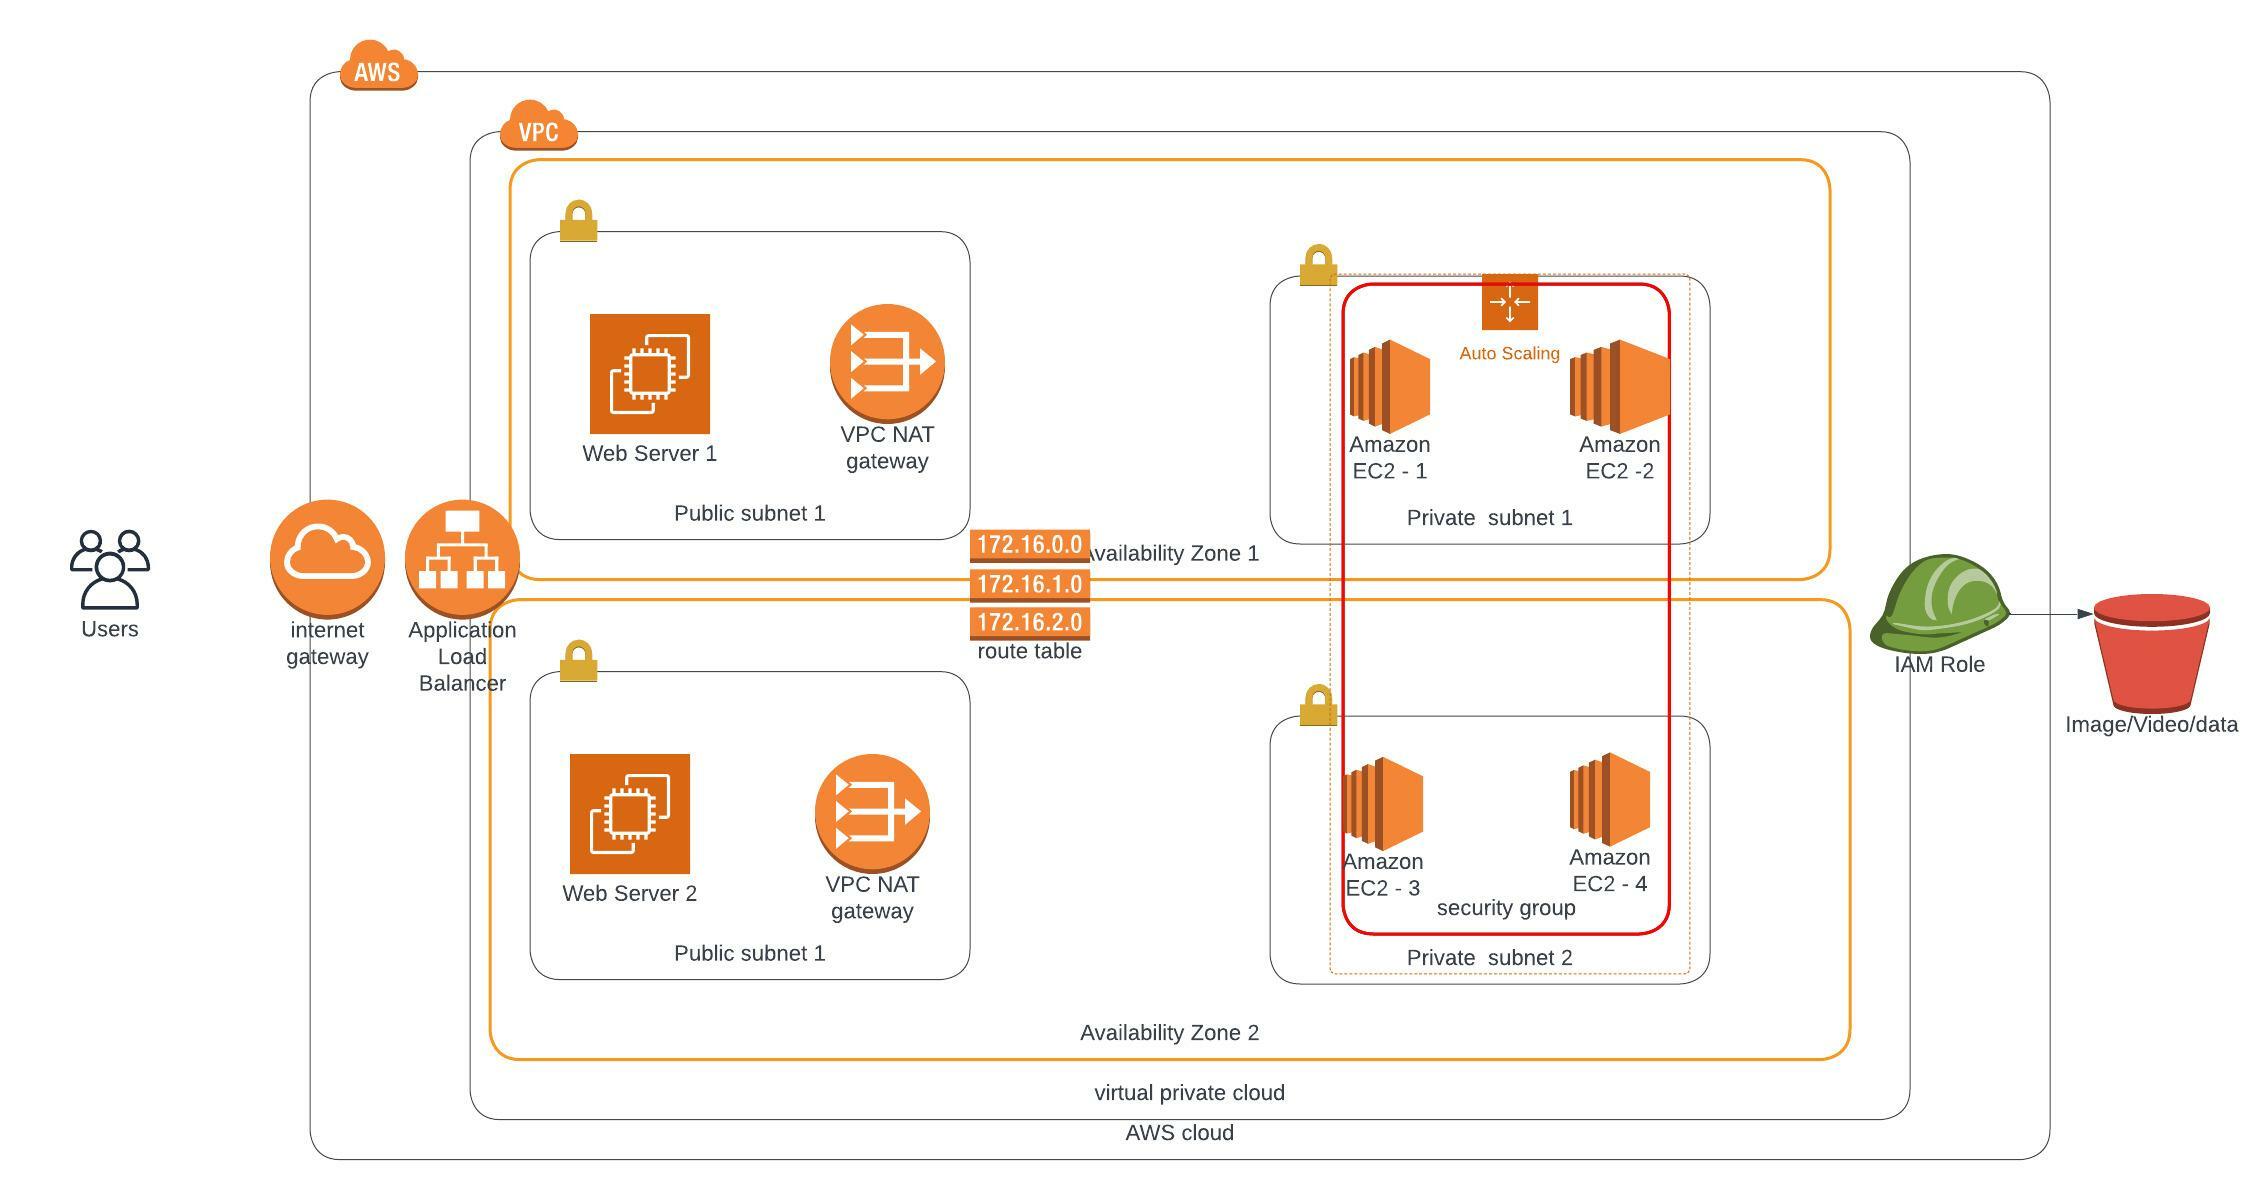 AWS
VPC
Web Server 1
VPC NAT
gateway
Public subnet 1
Auto Scaling
Amazon
EC2 - 1
Amazon
EC2 -2
Private  subnet 1
172.16.0.0
172.16.1.0
172.16.2.0
route table
Availability Zone 1
Users
internet
gateway
Application
Load
Balancer
IAM Role
Image/Video/data
Web Server 2
VPC NAT
gateway
Public subnet 1
Amazon
EC2 - 3
Amazon
EC2 - 4
security group
Private  subnet 2
Availability Zone 2
virtual private cloud
AWS cloud